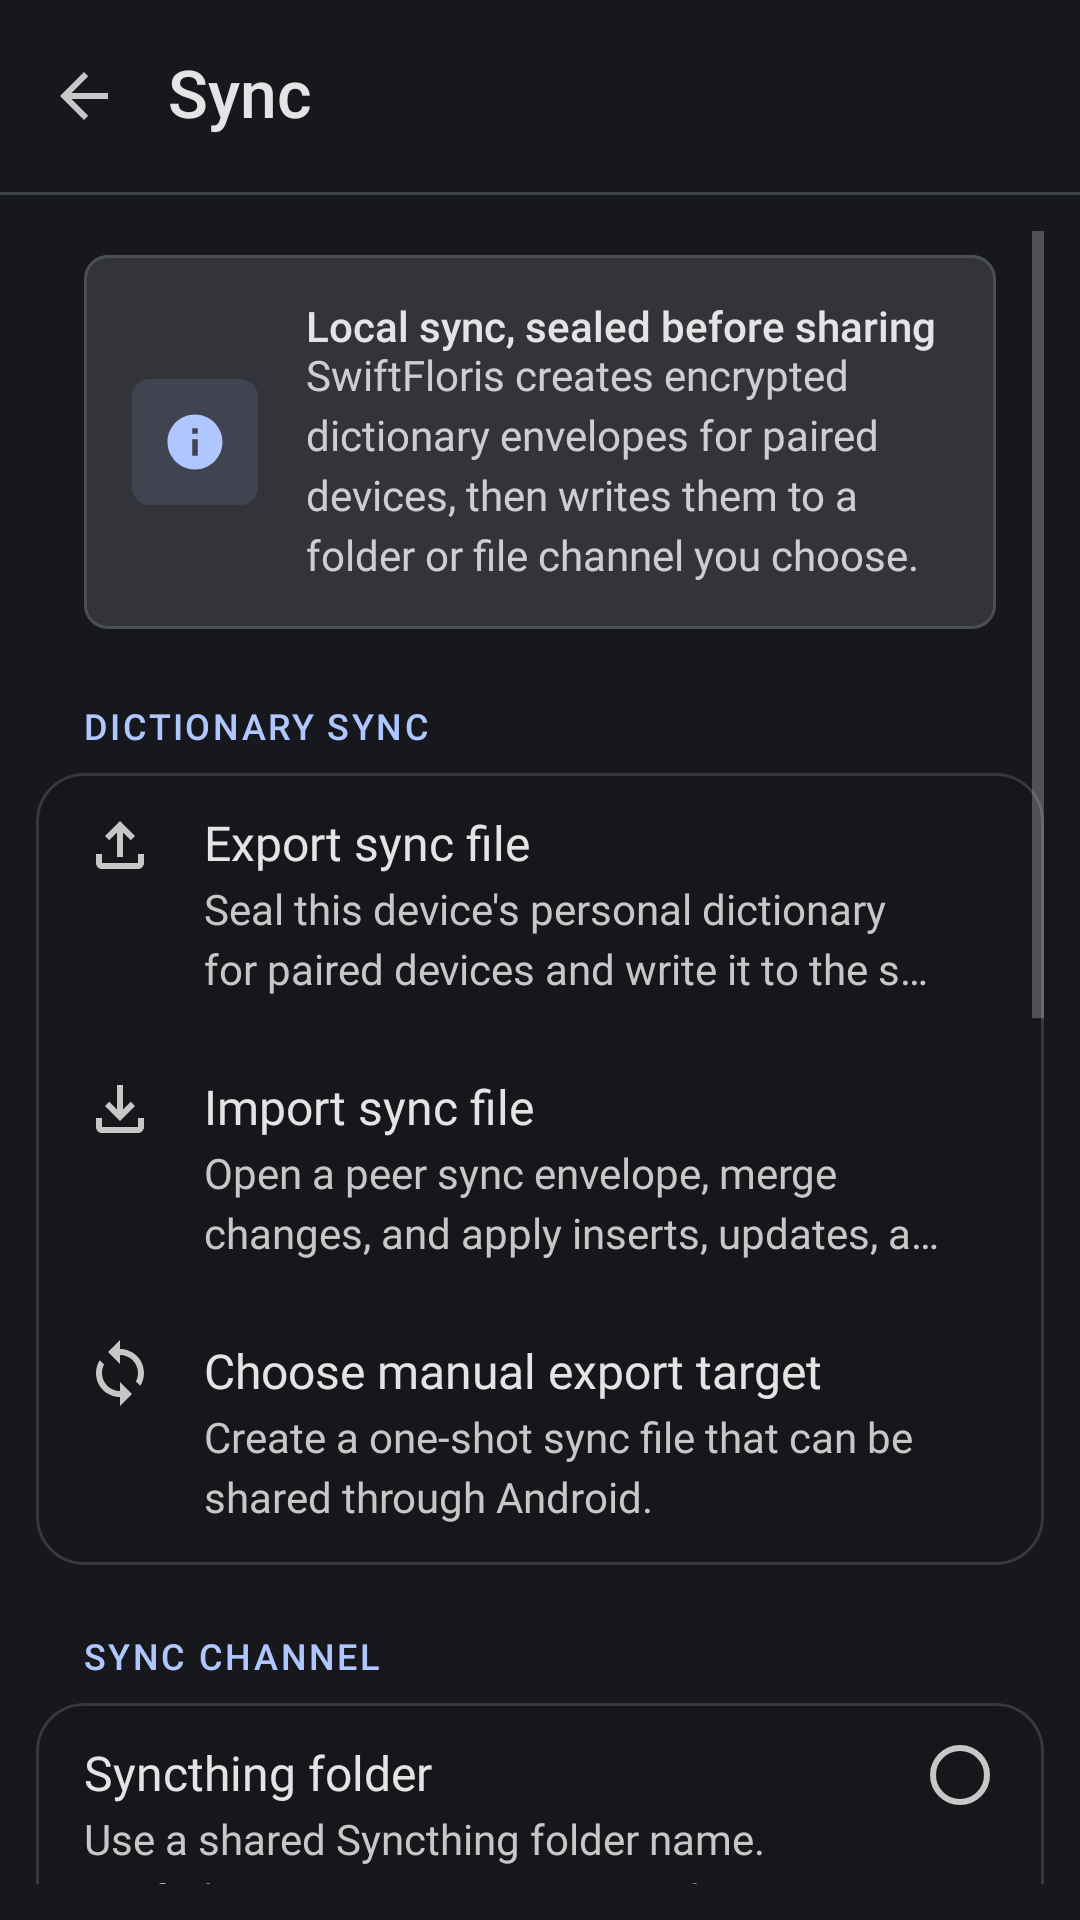 Sync
Local sync, sealed before sharing
SwiftFloris creates encrypted
dictionary envelopes for paired
devices, then writes them to a
folder or file channel you choose.
DICTIONARY SYNC
Export sync file
Seal this device's personal dictionary
for paired devices and write it to the s…
Import sync file
Open a peer sync envelope, merge
changes, and apply inserts, updates, a…
Choose manual export target
Create a one-shot sync file that can be
shared through Android.
SYNC CHANNEL
Syncthing folder
Use a shared Syncthing folder name.